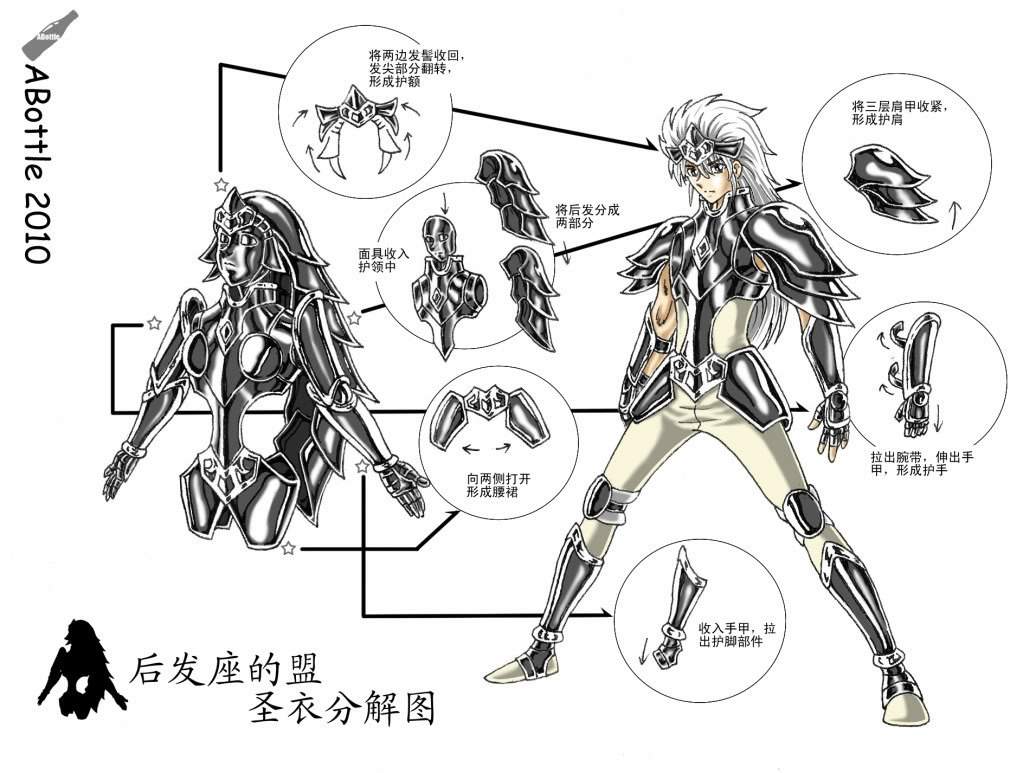 ABottle
ABottle 2010
将两边发髻收回，
发尖部分翻转，
形成护额
将三层肩甲收紧，
形成护肩
将后发分成
两部分
面具收入
护领中
拉出腕带，伸出手
甲，形成护手
向两侧打开
形成腰裙
收入手甲，拉
出护脚部件
后发座的盟
圣衣分解图